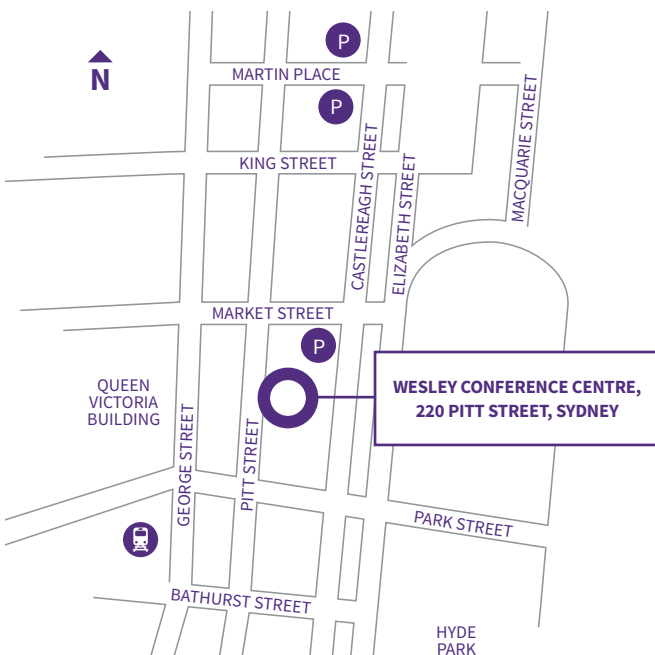 P
N
MARTIN PLACE
P
KING STREET
CASTLEREAGH STREET
ELIZABETH STREET
MACQUARIE STREET
MARKET STREET
P
QUEEN
VICTORIA
BUILDING
WESLEY CONFERENCE CENTRE,
220 PITT STREET, SYDNEY
GEORGE STREET
PITT STREET
PARK STREET
BATHURST STREET
HYDE
PARK